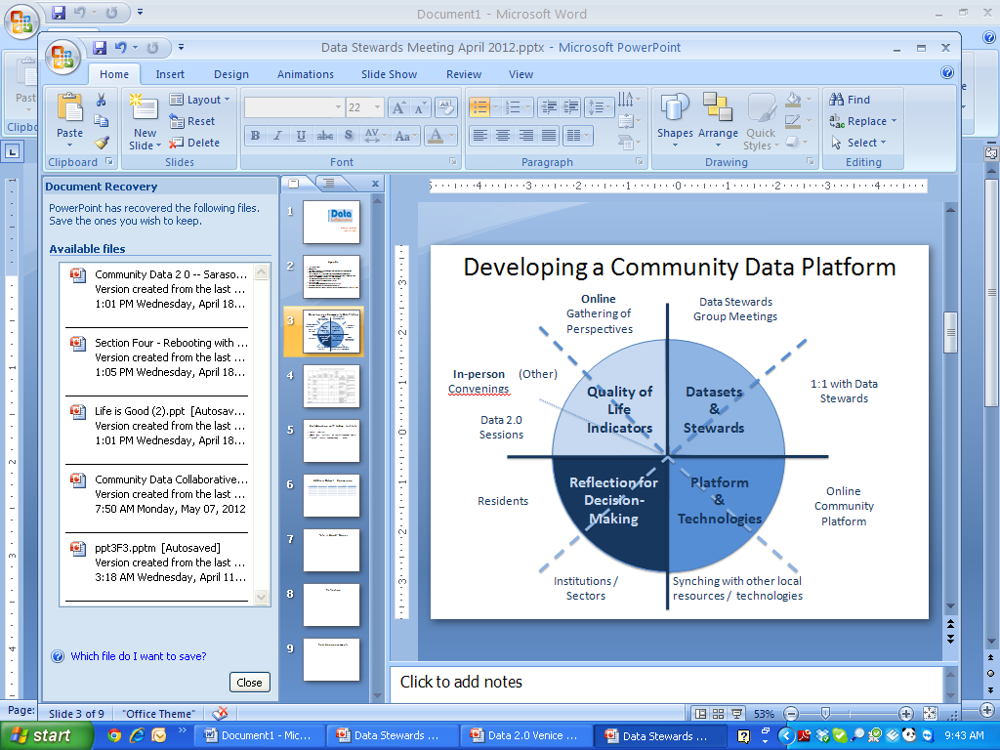 Document1 - Microsoft Word
Data Stewards Meeting April 2012.pptx - Microsoft PowerPoint
Home Insert Design Animations Slide Show Review View
Paste
Clipboard
New
Slide
Layout
Reset
Delete
Slides
22
B I U abc S AV Aa A
Font
Paragraph
Shapes Arrange Quick
Styles
Drawing
Find
Replace
Select
Editing
Past
Clipbo
Document Recovery
PowerPoint has recovered the following files.
Save the ones you wish to keep.
Available files
Community Data 2 0 -- Saraso...
Version created from the last ...
1:01 PM Wednesday, April 18...
Section Four - Rebooting with ...
Version created from the last ...
1:05 PM Wednesday, April 18...
Life is Good (2).ppt [Autosav...
Version created from the last ...
1:01 PM Wednesday, April 18...
Community Data Collaborative...
Version created from the last ...
7:50 AM Monday, May 07, 2012
ppt3F3.pptm [Autosaved]
Version created from the last ...
3:18 AM Wednesday, April 11...
Which file do I want to save?
Close
1
Data
2
3
4
5
6
7
8
9
Developing a Community Data Platform
Online
Gathering of
Perspectives
Data Stewards
Group Meetings
In-person (Other)
Convenings
1:1 with Data
Stewards
Data 2.0
Sessions
Quality of
Life
Indicators
Datasets
&
Stewards
Reflection for
Decision-
Making
Platform
&
Technologies
Residents
Online
Community
Platform
Institutions /
Sectors
Synching with other local
resources / technologies
Click to add notes
Page:
Slide 3 of 9 "Office Theme" 53%
start Document1 - Mic... Data Stewards ... Data 2.0 Venice ... Data Stewards ... 9:43 AM